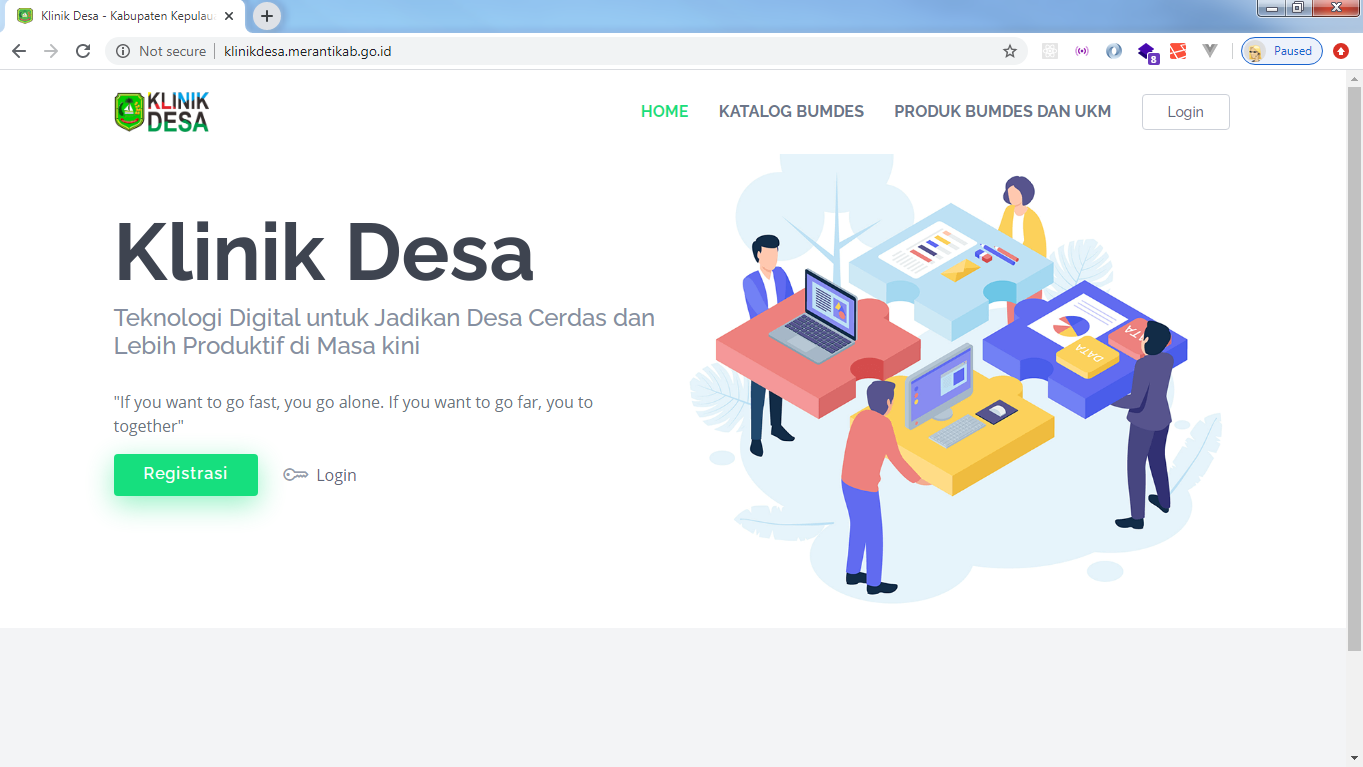 Klinik Desa - Kabupaten Kepulau
Not secure | klinikdesa.merantikab.go.id
8
Paused
KLINIK
DESA
HOME KATALOG BUMDES PRODUK BUMDES DAN UKM Login
Klinik Desa
Teknologi Digital untuk Jadikan Desa Cerdas dan
Lebih Produktif di Masa kini
"If you want to go fast, you go alone. If you want to go far, you to
together"
Registrasi Login
DATA